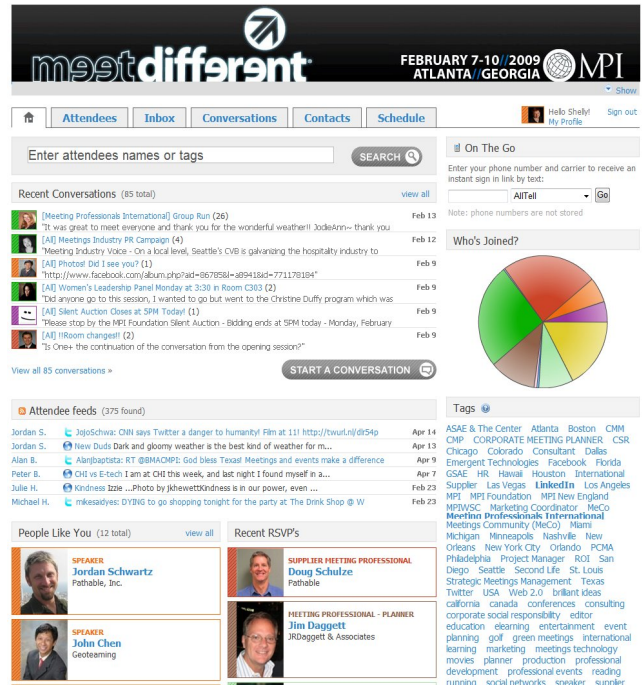 meetdifferent
FEBRUARY 7-10//2009
ATLANTA//GEORGIA
MPI
Show
Attendees
Inbox
Conversations
Contacts
Schedule
Hello Shelly!
Sign out
My Profile
Enter attendees names or tags
SEARCH
Recent Conversations (85 total)
view all
[Meeting Professionals International] Group Run (26)
Feb 13
"It was great to meet everyone and thank you for the wonderful weather!! JodieAnn~ thank you
[All] Meetings Industry PR Campaign (4)
Feb 12
"Meeting Industry Voice - On a local level, Seattle's CVB is galvanizing the hospitality industry to
[All] Photos! Did I see you? (1)
Feb 9
"http://www.facebook.com/album.php?aid=86785&l=a8941&id=771178184"
[All] Women's Leadership Panel Monday at 3:30 in Room C303 (2)
Feb 9
"Did anyone go to this session, I wanted to go but went to the Christine Duffy program which was
[All] Silent Auction Closes at 5PM Today! (1)
Feb 9
"Please stop by the MPI Foundation Silent Auction - Bidding ends at 5PM today - Monday, February
[All] !!Room changes!! (2)
Feb 9
"Is One+ the continuation of the conversation from the opening session?"
View all 85 conversations »
START A CONVERSATION
Attendee feeds (375 found)
Jordan S. JojoSchwa: CNN says Twitter a danger to humanity! Film at 11! http://twurl.nl/dlr54p Apr 14
Jordan S. New Duds Dark and gloomy weather is the best kind of weather for m... Apr 13
Alan B. Alanjbaptista: RT @BMACMPI: God bless Texas! Meetings and events make a difference Apr 9
Peter B. CHI vs E-tech I am at CHI this week, and last night I found myself in a... Apr 7
Julie H. Kindness Izzie ...Photo by JkhewettKindness is in our power, even ... Feb 23
Michael H. mkesaidyes: DYING to go shopping tonight for the party at The Drink Shop @ W Feb 23
People Like You (12 total)
view all
SPEAKER
Jordan Schwartz
Pathable, Inc.
SPEAKER
John Chen
Geoteaming
Recent RSVP's
SUPPLIER MEETING PROFESSIONAL
Doug Schulze
Pathable
MEETING PROFESSIONAL - PLANNER
Jim Daggett
JRDaggett & Associates
On The Go
Enter your phone number and carrier to receive an
instant sign in link by text:
AllTell
Go
Note: phone numbers are not stored
Who's Joined?
Tags
ASAE & The Center Atlanta Boston CMM
CMP CORPORATE MEETING PLANNER CSR
Chicago Colorado Consultant Dallas
Emergent Technologies Facebook Florida
GSAE HR Hawaii Houston International
Supplier Las Vegas LinkedIn Los Angeles
MPI MPI Foundation MPI New England
MPIWSC Marketing Coordinator MeCo
Meeting Professionals International
Meetings Community (MeCo) Miami
Michigan Minneapolis Nashville New
Orleans New York City Orlando PCMA
Philadelphia Project Manager ROI San
Diego Seattle Second Life St. Louis
Strategic Meetings Management Texas
Twitter USA Web 2.0 brilliant ideas
california canada conferences consulting
corporate social responsibility editor
education elearning entertainment event
planning golf green meetings international
learning marketing meetings technology
movies planner production professional
development professional events reading
running social networks speaker supplier